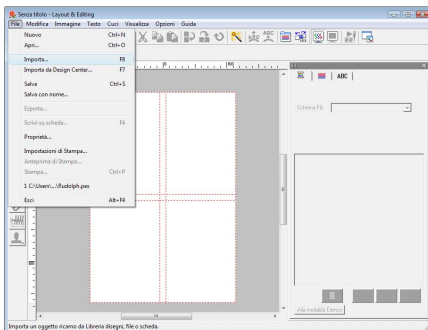 Senza titolo - Layout & Editing
File Modifica Immagine Testo Cuci Visualizza Opzioni Guida
Nuovo Ctrl+N
Apri... Ctrl+O
Importa... F8
Importa da Design Center... F7
Salva Ctrl+S
Salva con nome...
Esporta...
Scrivi su scheda... F4
Proprietà...
Impostazioni di Stampa...
Anteprima di Stampa...
Stampa... Ctrl+P
1 C:\Users\...\Rudolph.pes
Esci Alt+F4
ABC
Schema Fili
Alla modalità Elenco
Importa un oggetto ricamo da Libreria disegni, file o scheda.